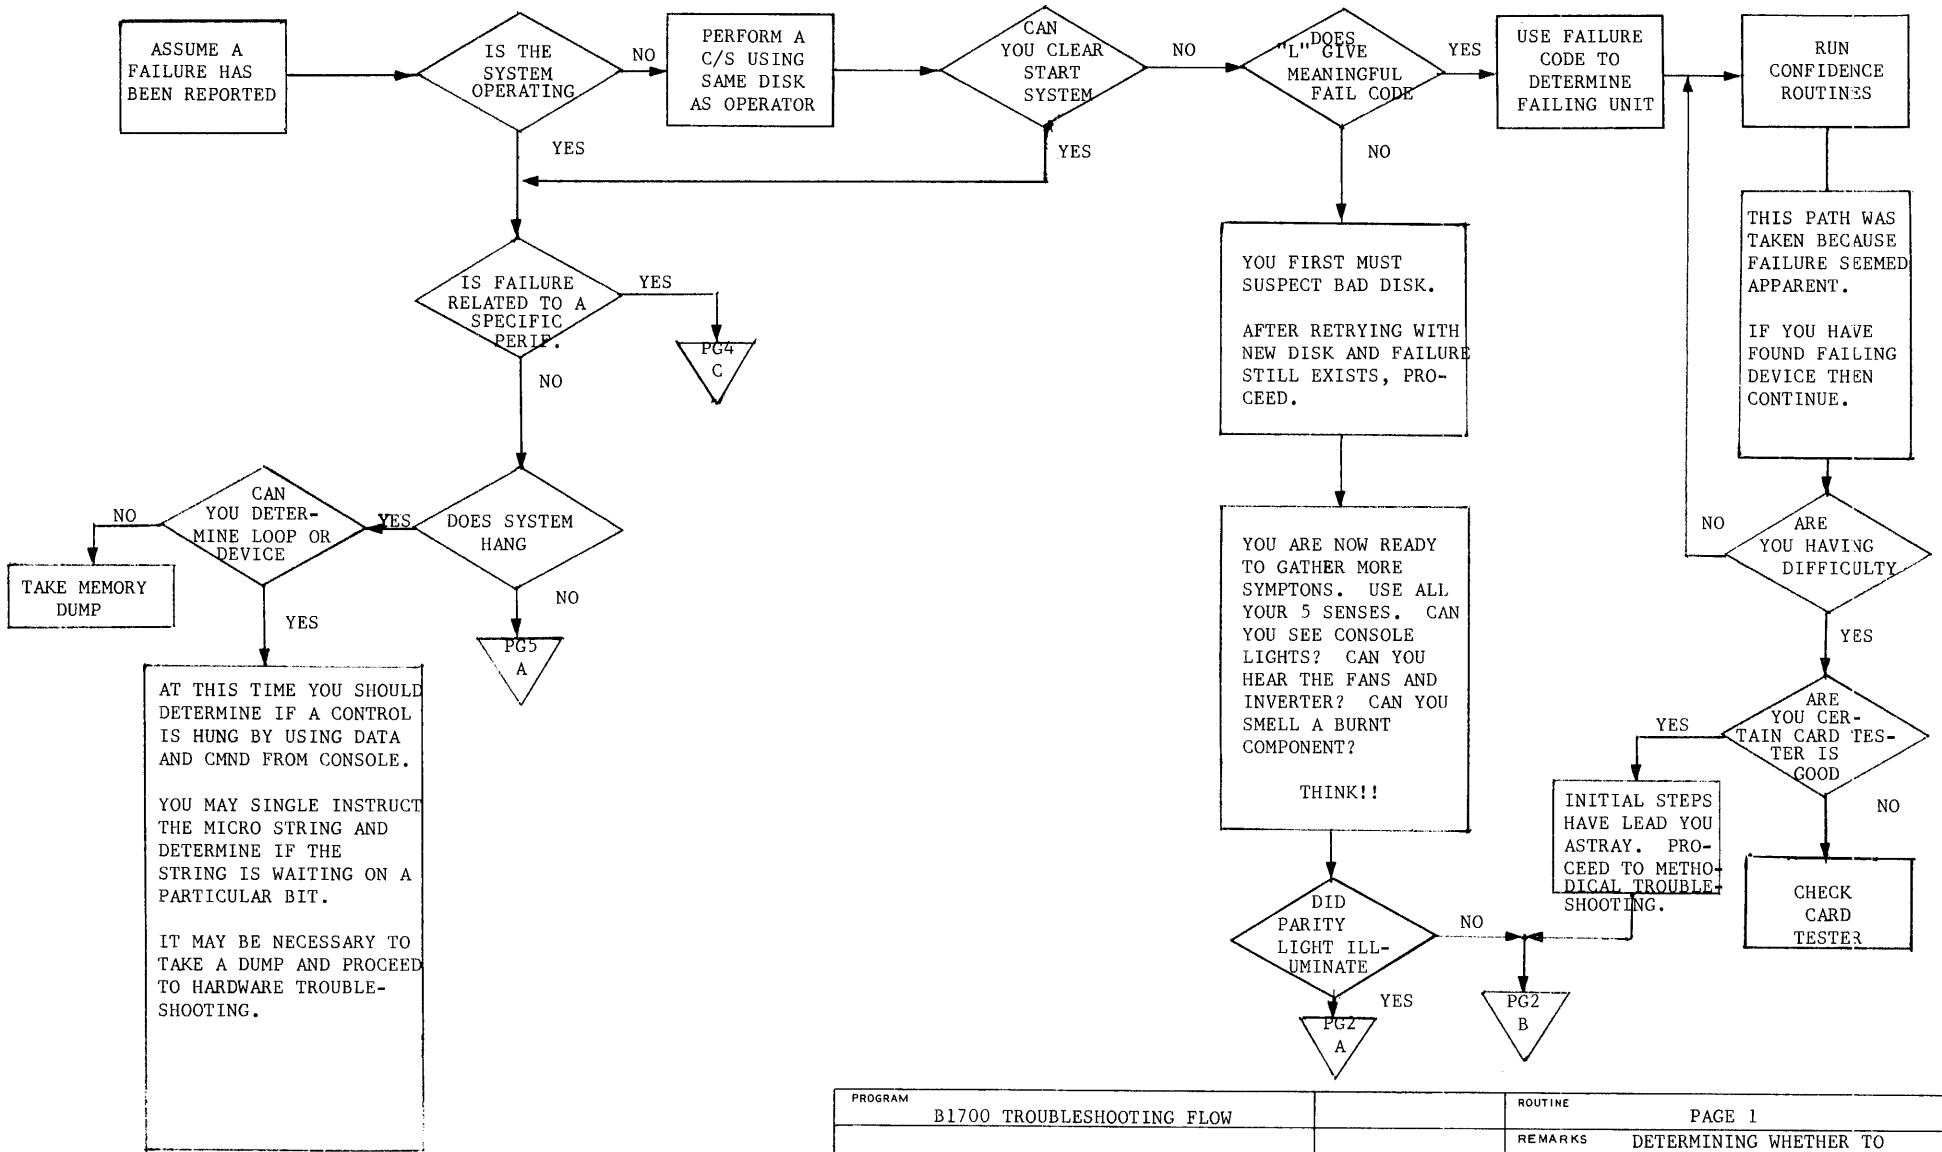 ASSUME A
FAILURE HAS
BEEN REPORTED
IS THE
SYSTEM
OPERATING
NO
YES
PERFORM A
C/S USING
SAME DISK
AS OPERATOR
CAN
YOU CLEAR
START
SYSTEM
NO
YES
DOES
"L" GIVE
MEANINGFUL
FAIL CODE
YES
NO
USE FAILURE
CODE TO
DETERMINE
FAILING UNIT
RUN
CONFIDENCE
ROUTINES
IS FAILURE
RELATED TO A
SPECIFIC
PERIF.
YES
NO
PG4
C
YOU FIRST MUST
SUSPECT BAD DISK.
AFTER RETRYING WITH
NEW DISK AND FAILURE
STILL EXISTS, PRO-
CEED.
THIS PATH WAS
TAKEN BECAUSE
FAILURE SEEMED
APPARENT.
IF YOU HAVE
FOUND FAILING
DEVICE THEN
CONTINUE.
DOES SYSTEM
HANG
YES
NO
CAN
YOU DETER-
MINE LOOP OR
DEVICE
NO
YES
TAKE MEMORY
DUMP
PG5
A
AT THIS TIME YOU SHOULD
DETERMINE IF A CONTROL
IS HUNG BY USING DATA
AND CMND FROM CONSOLE.
YOU MAY SINGLE INSTRUCT
THE MICRO STRING AND
DETERMINE IF THE
STRING IS WAITING ON A
PARTICULAR BIT.
IT MAY BE NECESSARY TO
TAKE A DUMP AND PROCEED
TO HARDWARE TROUBLE-
SHOOTING.
YOU ARE NOW READY
TO GATHER MORE
SYMPTONS.  USE ALL
YOUR 5 SENSES.  CAN
YOU SEE CONSOLE
LIGHTS?  CAN YOU
HEAR THE FANS AND
INVERTER?  CAN YOU
SMELL A BURNT
COMPONENT?
THINK!!
ARE
YOU HAVING
DIFFICULTY
NO
YES
ARE
YOU CER-
TAIN CARD TES-
TER IS
GOOD
YES
NO
INITIAL STEPS
HAVE LEAD YOU
ASTRAY.  PRO-
CEED TO METHO-
DICAL TROUBLE-
SHOOTING.
CHECK
CARD
TESTER
DID
PARITY
LIGHT ILL-
UMINATE
NO
YES
PG2
B
PG2
A
PROGRAM
B1700 TROUBLESHOOTING FLOW
ROUTINE
PAGE 1
REMARKS
DETERMINING WHETHER TO